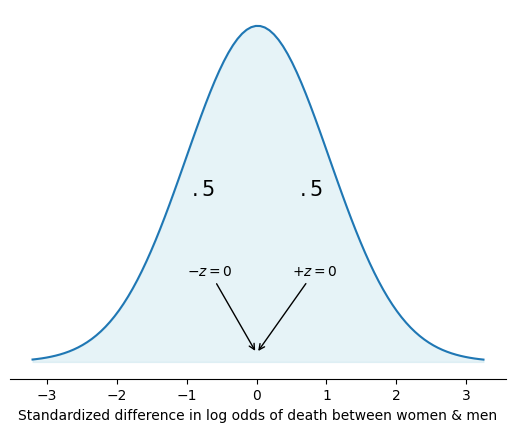 .5 .5
−z = 0 +z = 0
−3 −2 −1 0 1 2 3
Standardized difference in log odds of death between women & men